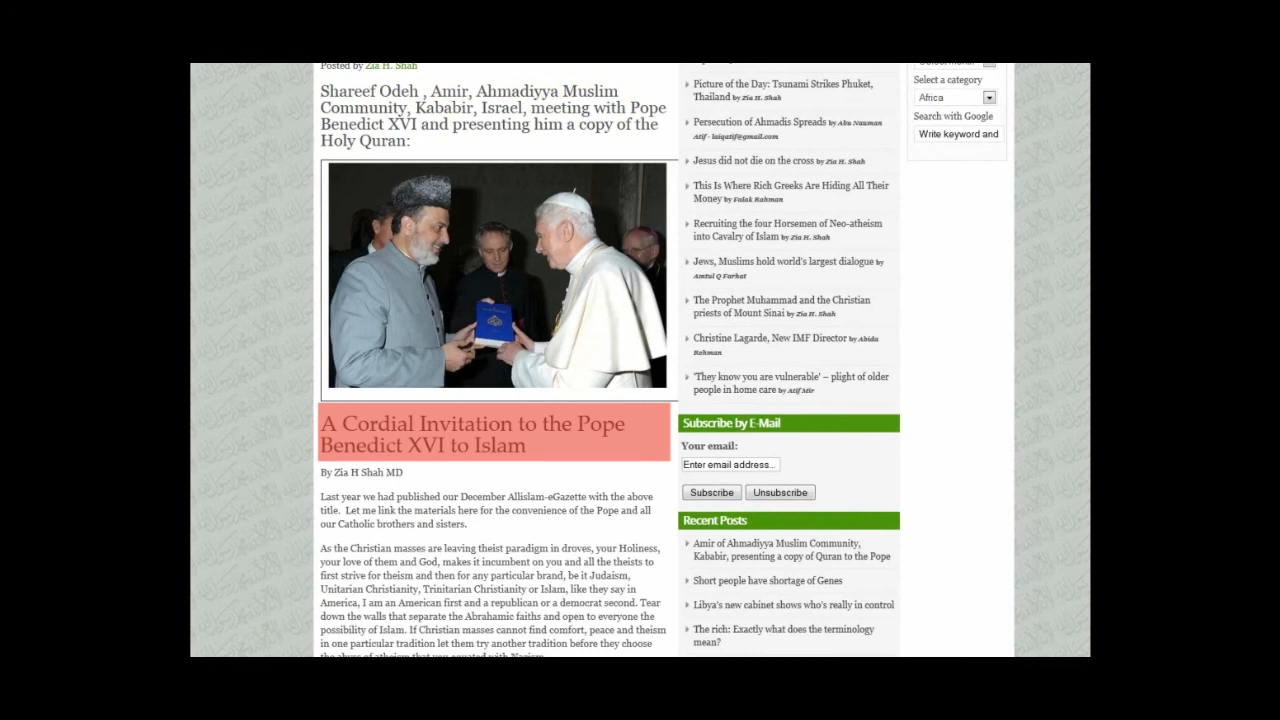 Posted by Zia H. Shah
Shareef Odeh , Amir, Ahmadiyya Muslim
Community, Kababir, Israel, meeting with Pope
Benedict XVI and presenting him a copy of the
Holy Quran:
A Cordial Invitation to the Pope
Benedict XVI to Islam
By Zia H Shah MD
Last year we had published our December Allislam-eGazette with the above
title.  Let me link the materials here for the convenience of the Pope and all
our Catholic brothers and sisters.
As the Christian masses are leaving theist paradigm in droves, your Holiness,
your love of them and God, makes it incumbent on you and all the theists to
first strive for theism and then for any particular brand, be it Judaism,
Unitarian Christianity, Trinitarian Christianity or Islam, like they say in
America, I am an American first and a republican or a democrat second. Tear
down the walls that separate the Abrahamic faiths and open to everyone the
possibility of Islam. If Christian masses cannot find comfort, peace and theism
in one particular tradition let them try another tradition before they choose
the abyss of atheism that you equated with Nazism.
Picture of the Day: Tsunami Strikes Phuket,
Thailand by Zia H. Shah
Persecution of Ahmadis Spreads by Abu Nauman
Atif - laiqatif@gmail.com
Jesus did not die on the cross by Zia H. Shah
This Is Where Rich Greeks Are Hiding All Their
Money by Falak Rahman
Recruiting the four Horsemen of Neo-atheism
into Cavalry of Islam by Zia H. Shah
Jews, Muslims hold world's largest dialogue by
Amtul Q Farhat
The Prophet Muhammad and the Christian
priests of Mount Sinai by Zia H. Shah
Christine Lagarde, New IMF Director by Abida
Rehman
'They know you are vulnerable' – plight of older
people in home care by Atif Mir
Subscribe by E-Mail
Your email:
Enter email address...
Subscribe Unsubscribe
Recent Posts
Amir of Ahmadiyya Muslim Community,
Kababir, presenting a copy of Quran to the Pope
Short people have shortage of Genes
Libya's new cabinet shows who's really in control
The rich: Exactly what does the terminology
mean?
Select a category
Africa
Search with Google
Write keyword and